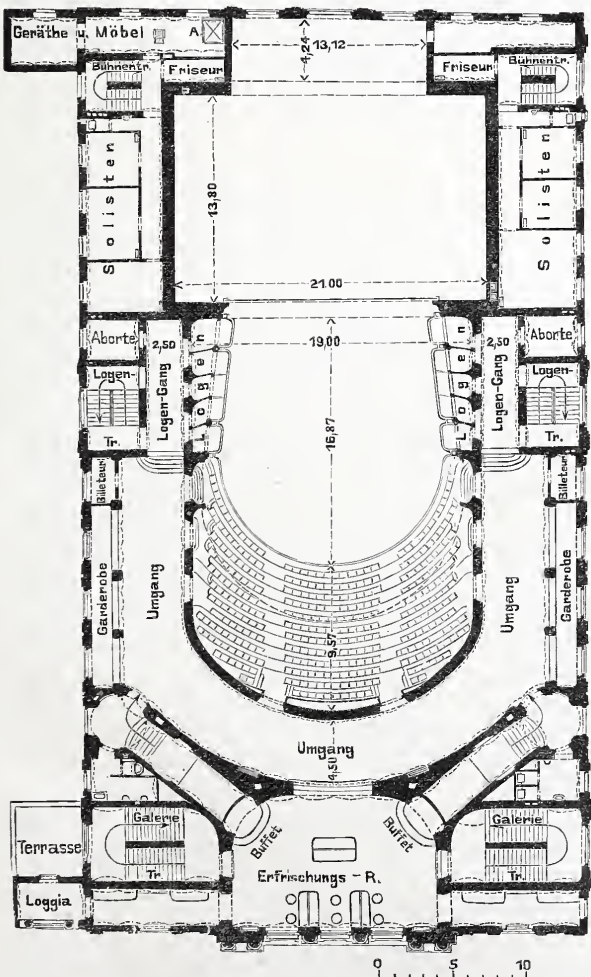 Geräthe u. Möbel A.
4,24
13,12
Bühnentr.
Friseur
Friseur
Bühnentr.
Solisten
13,80
Solisten
21.00
Aborte
2,50
Logen-Gang
Logen
19,00
Logen
2,50
Logen-Gang
Aborte
Logen-
Tr.
16,87
Logen-
Tr.
Billeteur
Billeteur
Garderobe
Umgang
9,57
Umgang
Garderobe
Umgang
4,50
Galerie
Tr.
Buffet
Buffet
Galerie
Tr.
Terrasse
Erfrischungs-R.
Loggia
0 5 10